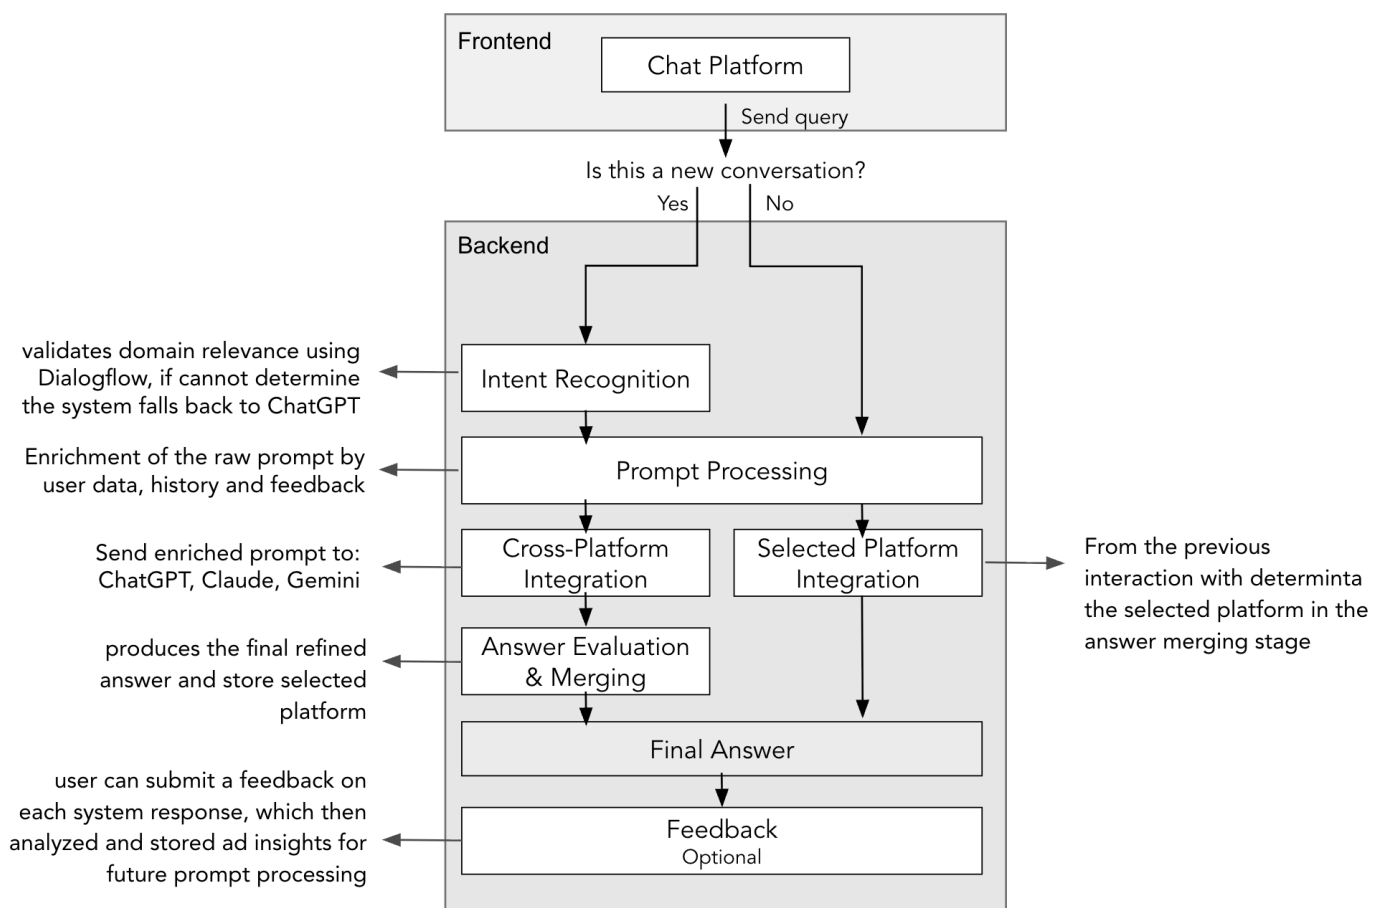 Frontend
Chat Platform
Send query
Is this a new conversation?
Yes
No
Backend
validates domain relevance using
Dialogflow, if cannot determine
the system falls back to ChatGPT
Intent Recognition
Enrichment of the raw prompt by
user data, history and feedback
Prompt Processing
Send enriched prompt to:
ChatGPT, Claude, Gemini
Cross-Platform
Integration
Selected Platform
Integration
From the previous
interaction with determinta
the selected platform in the
answer merging stage
produces the final refined
answer and store selected
platform
Answer Evaluation
& Merging
Final Answer
user can submit a feedback on
each system response, which then
analyzed and stored ad insights for
future prompt processing
Feedback
Optional